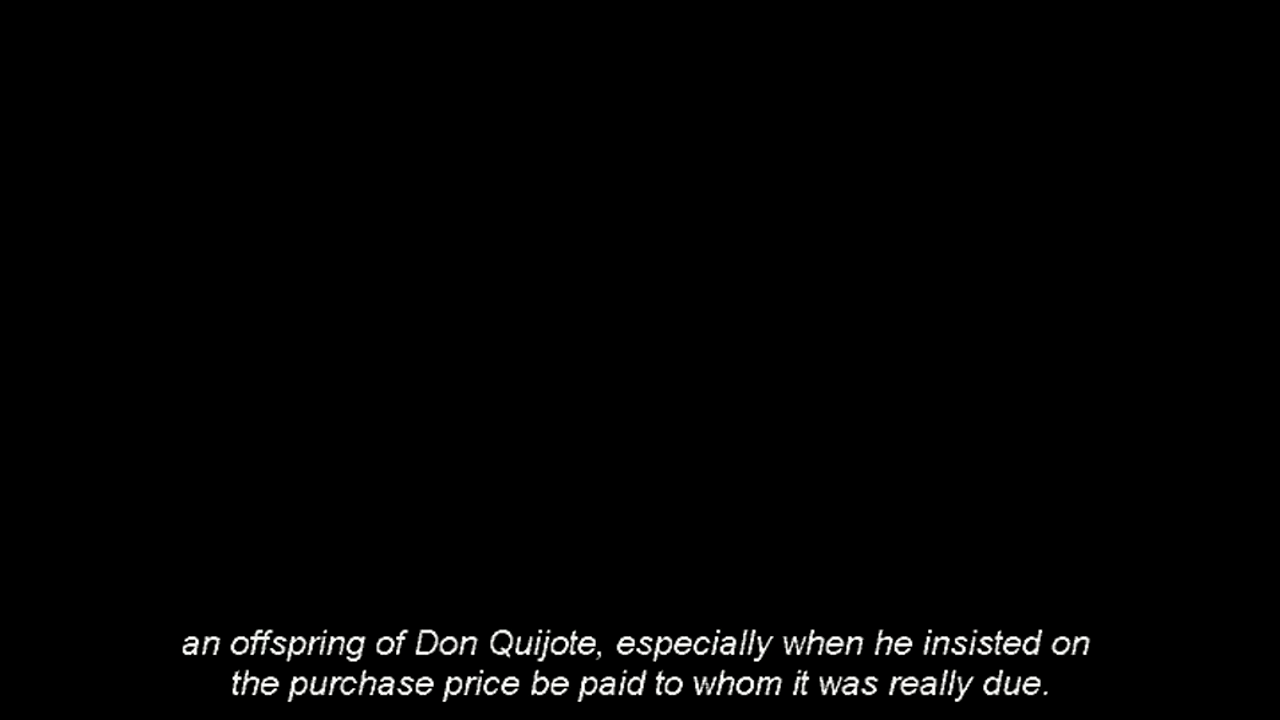 an offspring of Don Quijote, especially when he insisted on
the purchase price be paid to whom it was really due.